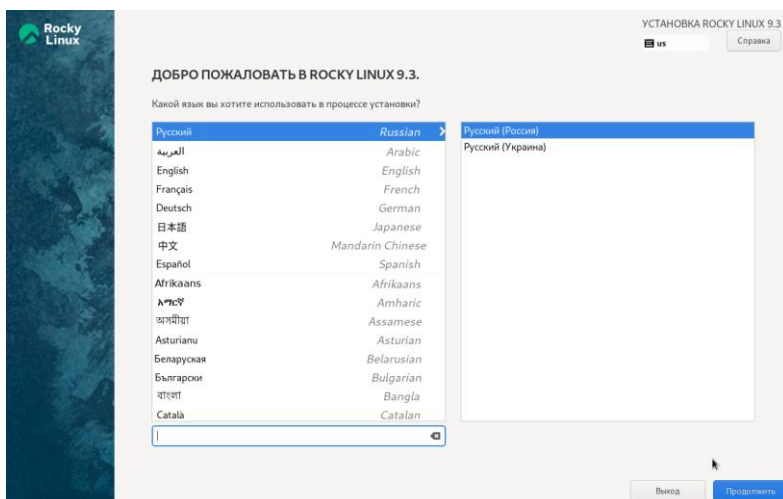 Rocky
Linux
УСТАНОВКА ROCKY LINUX 9.3
us
Справка
ДОБРО ПОЖАЛОВАТЬ В ROCKY LINUX 9.3.
Какой язык вы хотите использовать в процессе установки?
Русский Russian
العربية Arabic
English English
Français French
Deutsch German
日本語 Japanese
中文 Mandarin Chinese
Español Spanish
Afrikaans Afrikaans
አማርኛ Amharic
অসমীয়া Assamese
Asturianu Asturian
Беларуская Belarusian
Български Bulgarian
বাংলা Bangla
Català Catalan
Русский (Россия)
Русский (Украина)
Выход
Продолжить